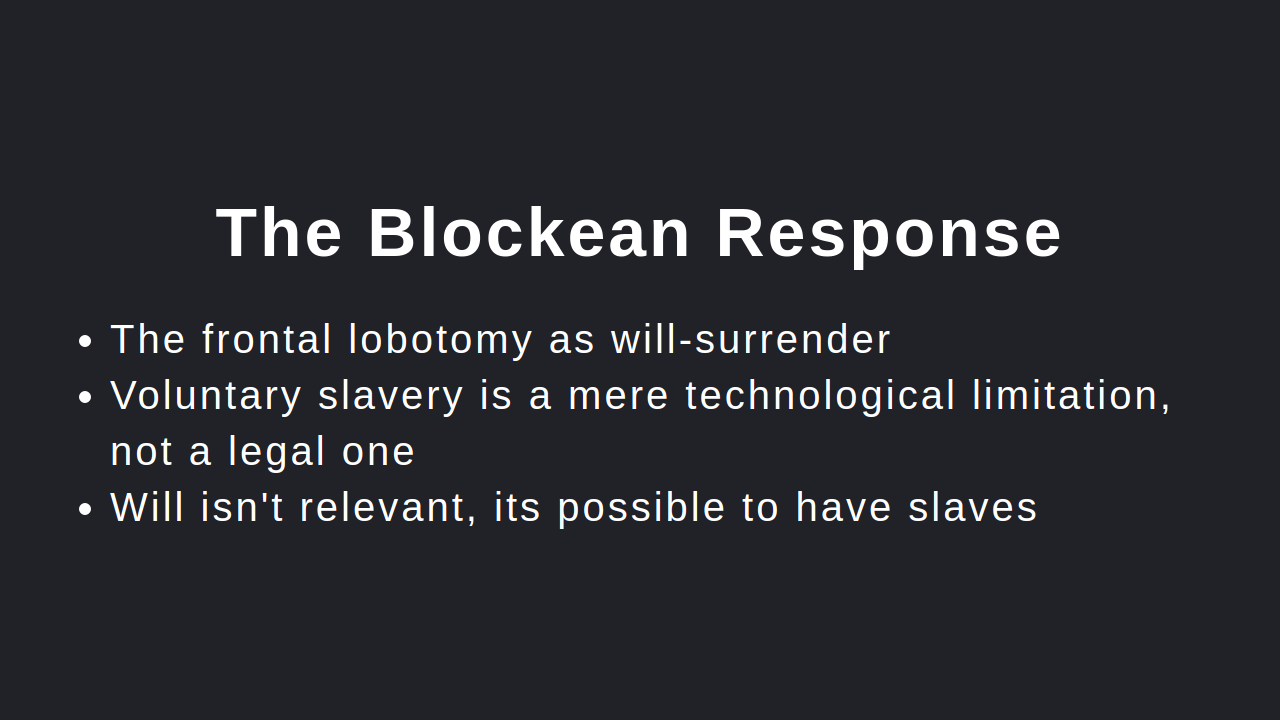 The Blockean Response
• The frontal lobotomy as will-surrender
• Voluntary slavery is a mere technological limitation,
not a legal one
• Will isn't relevant, its possible to have slaves